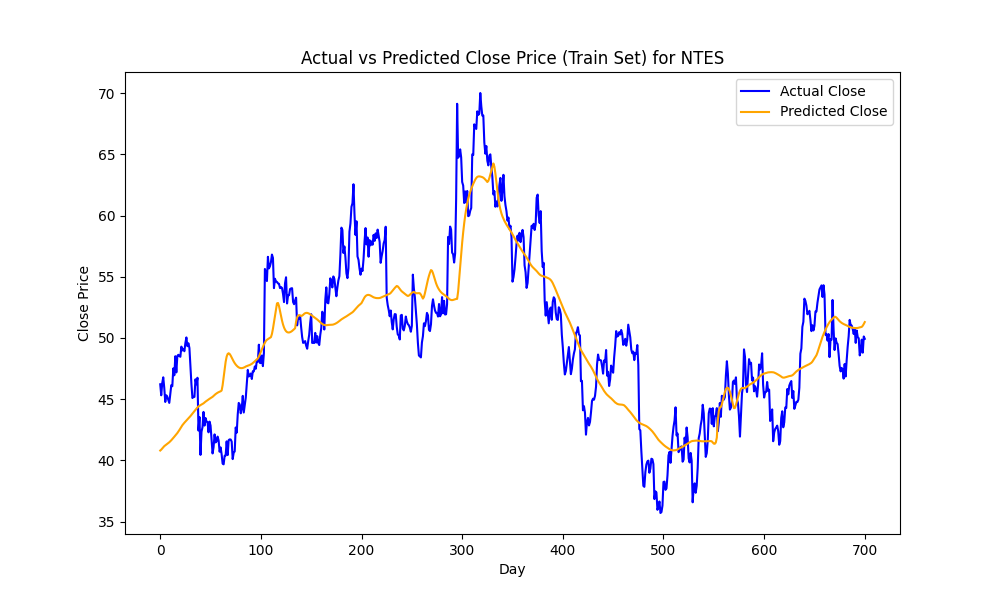 Actual vs Predicted Close Price (Train Set) for NTES
Actual Close
Predicted Close
Close Price
70
65
60
55
50
45
40
35
0 100 200 300 400 500 600 700
Day